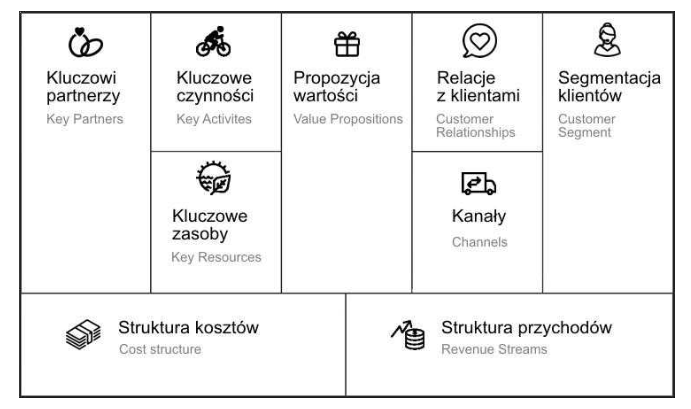 Kluczowi
partnerzy
Key Partners
Kluczowe
czynności
Key Activites
Kluczowe
zasoby
Key Resources
Propozycja
wartości
Value Propositions
Relacje
z klientami
Customer
Relationships
Kanały
Channels
Segmentacja
klientów
Customer
Segment
Struktura kosztów
Cost structure
Struktura przychodów
Revenue Streams